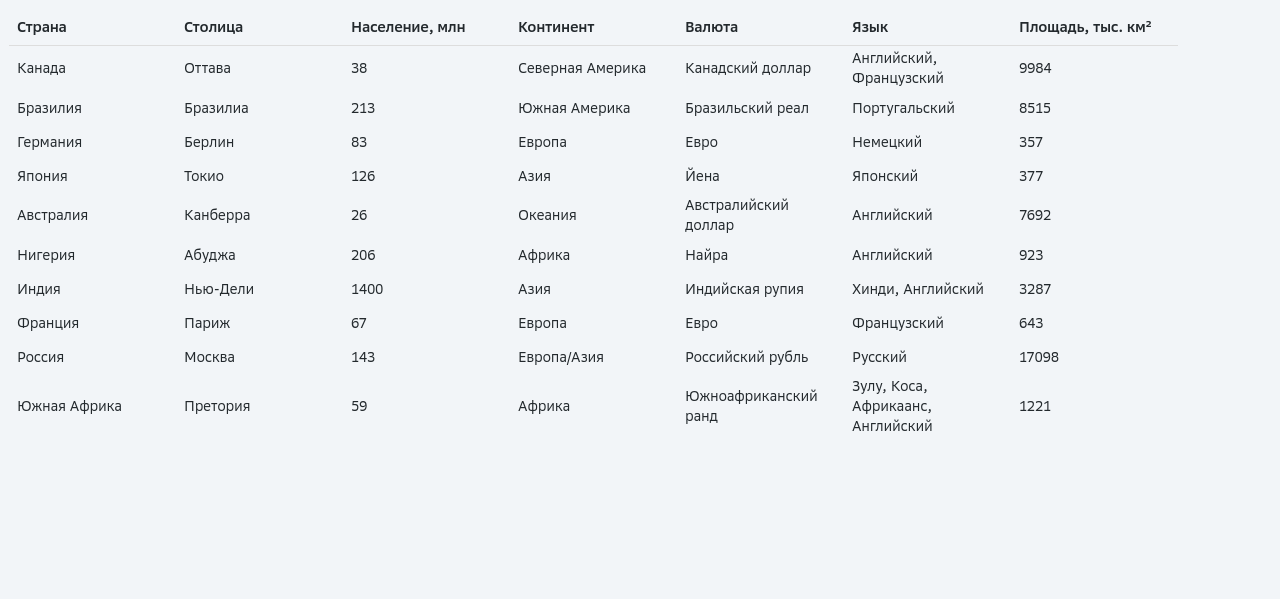 Страна Столица Население, млн Континент Валюта Язык Площадь, тыс. км²
Канада Оттава 38 Северная Америка Канадский доллар Английский, Французский 9984
Бразилия Бразилиа 213 Южная Америка Бразильский реал Португальский 8515
Германия Берлин 83 Европа Евро Немецкий 357
Япония Токио 126 Азия Йена Японский 377
Австралия Канберра 26 Океания Австралийский доллар Английский 7692
Нигерия Абуджа 206 Африка Найра Английский 923
Индия Нью-Дели 1400 Азия Индийская рупия Хинди, Английский 3287
Франция Париж 67 Европа Евро Французский 643
Россия Москва 143 Европа/Азия Российский рубль Русский 17098
Южная Африка Претория 59 Африка Южноафриканский ранд Зулу, Коса, Африкаанс, Английский 1221